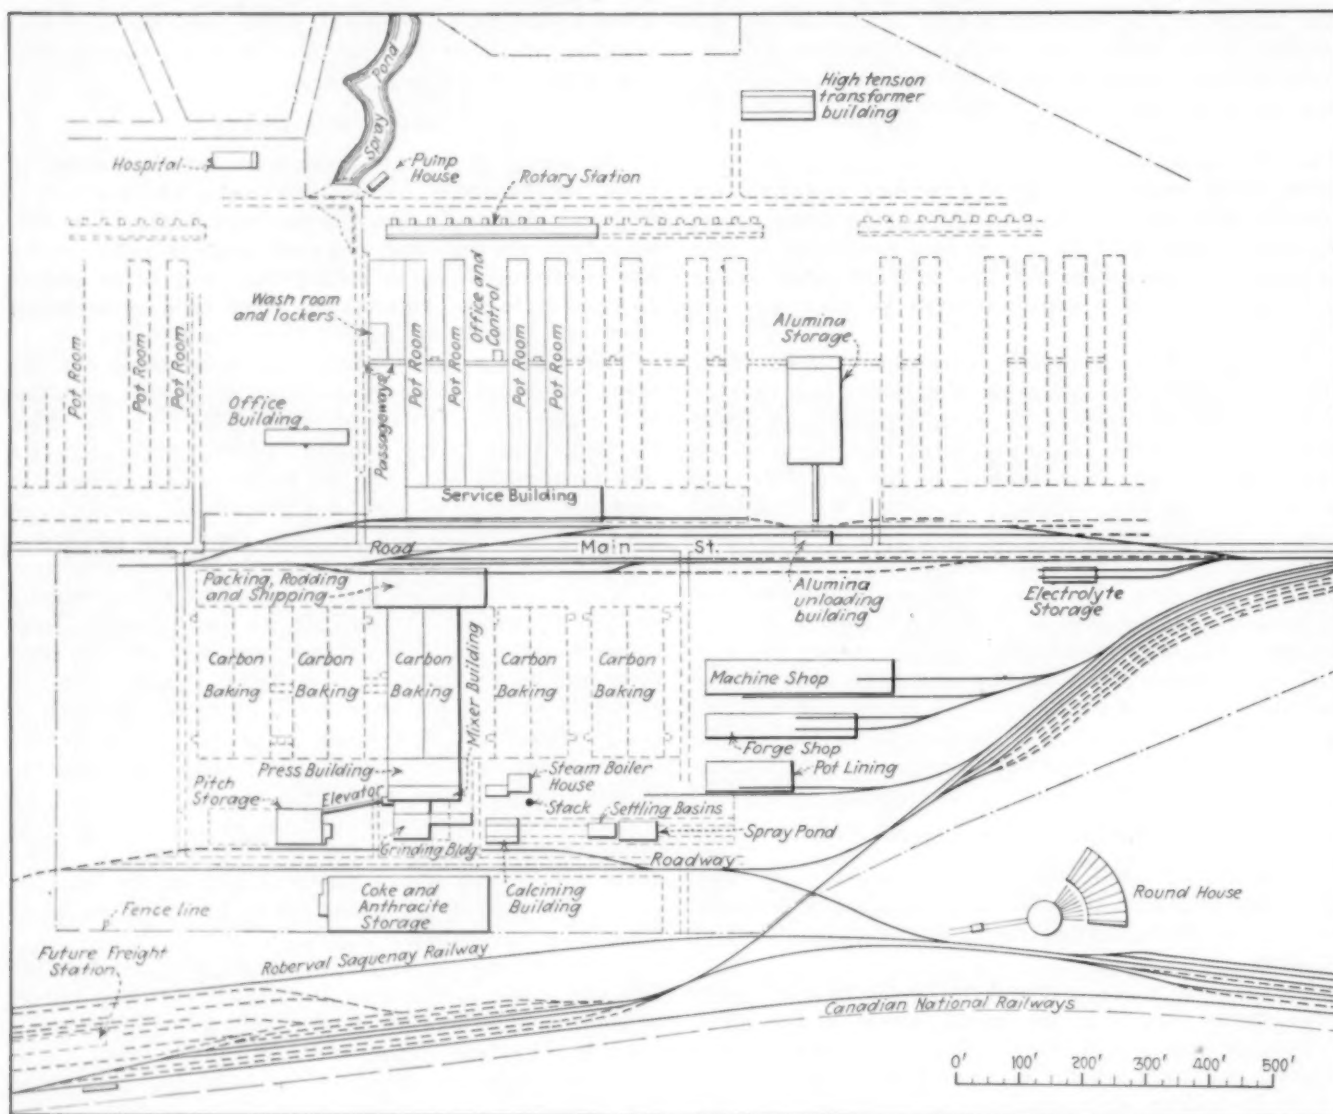 Spray Pond
High tension
transformer
building
Hospital
Pump
House
Rotary Station
Wash room
and lockers
Office and
Control
Alumina
Storage
Pot Room
Pot Room
Pot Room
Pot Room
Pot Room
Pot Room
Pot Room
Office
Building
Passageways
Service Building
Road
Main St.
Packing, Rodding
and Shipping
Alumina
unloading
building
Electrolyte
Storage
Carbon
Baking
Carbon
Baking
Carbon
Baking
Carbon
Baking
Carbon
Baking
Mixer Building
Machine Shop
Forge Shop
Press Building
Steam Boiler
House
Pot Lining
Pitch
Storage
Elevator
Stack
Settling Basins
Spray Pond
Grinding Bldg.
Roadway
Coke and
Anthracite
Storage
Calcining
Building
Round House
Fence line
Future Freight
Station
Roberval Saquenay Railway
Canadian National Railways
0' 100' 200' 300' 400' 500'